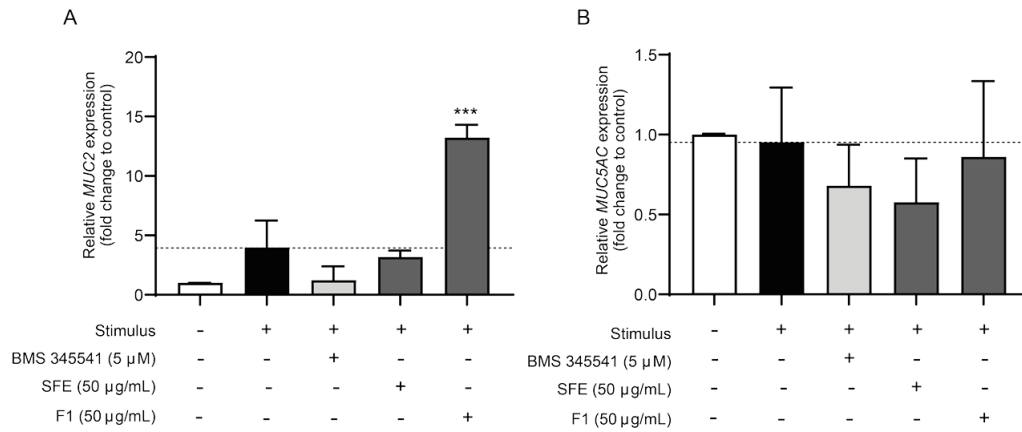 A
Relative MUC2 expression
(fold change to control)
20
15
10
5
0
***
Stimulus - + + + +
BMS 345541 (5 µM) - - + - -
SFE (50 µg/mL) - - - + -
F1 (50 µg/mL) - - - - +
B
Relative MUC5AC expression
(fold change to control)
1.5
1.0
0.5
0.0
Stimulus - + + + +
BMS 345541 (5 µM) - - + - -
SFE (50 µg/mL) - - - + -
F1 (50 µg/mL) - - - - +